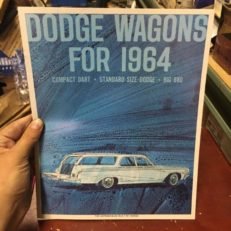 DODGE WAGONS
FOR 1964
COMPACT DART • STANDARD-SIZE DODGE • BIG 880